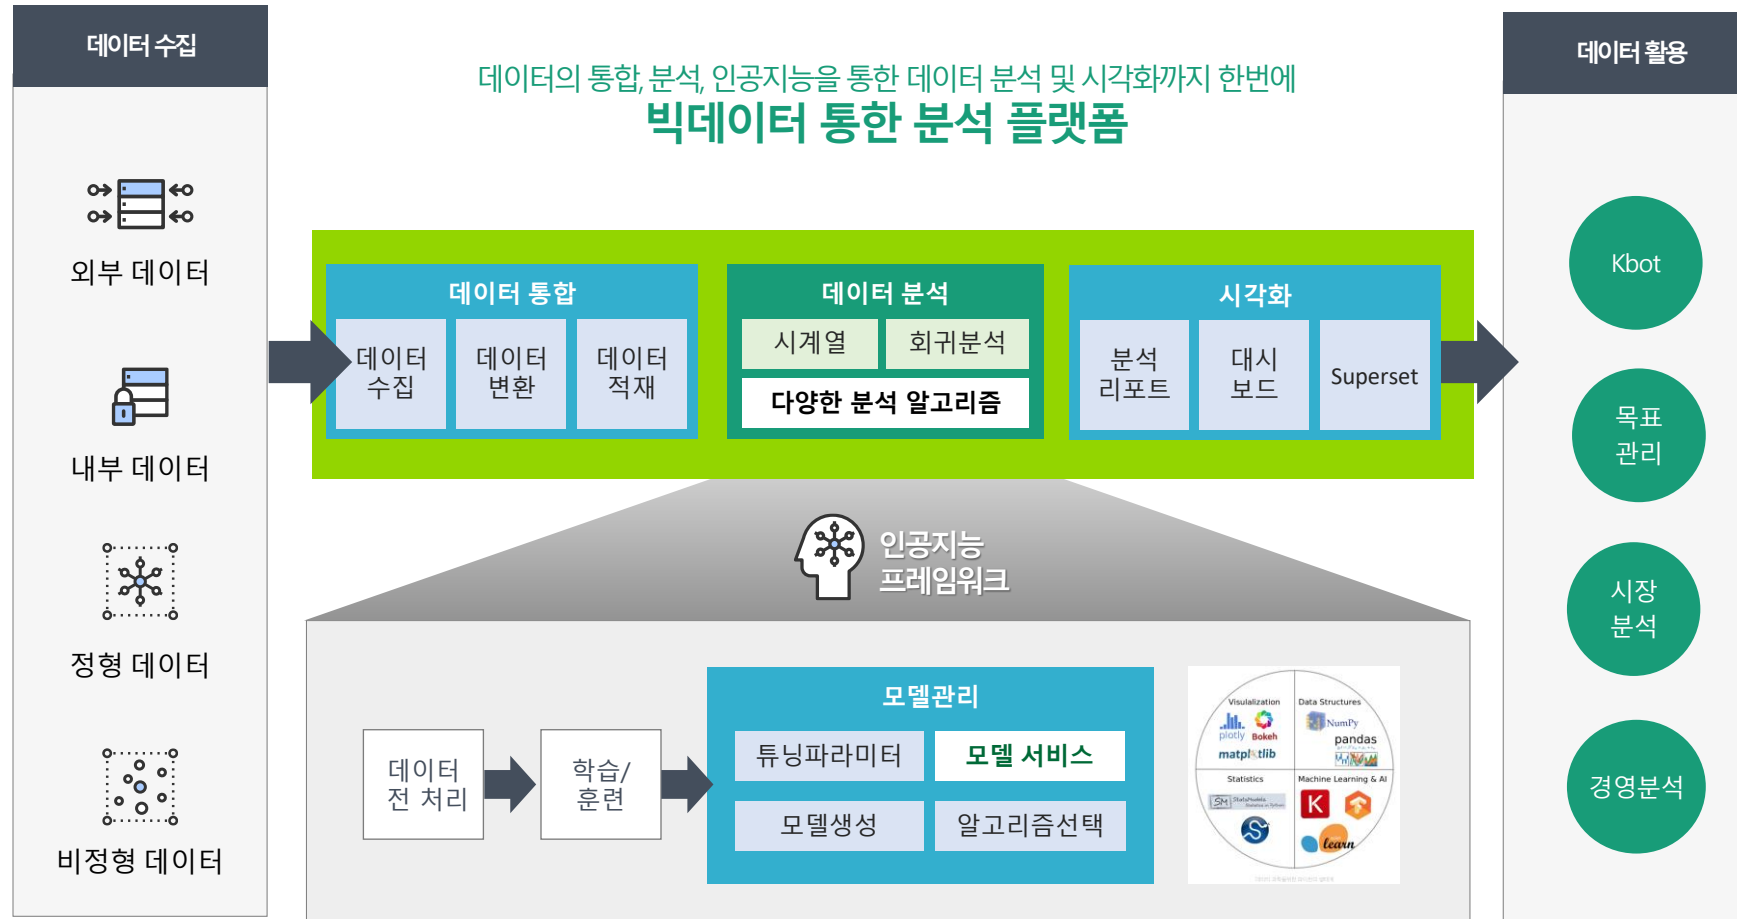 데이터 수집
외부 데이터
내부 데이터
정형 데이터
비정형 데이터
데이터의 통합, 분석, 인공지능을 통한 데이터 분석 및 시각화까지 한번에
빅데이터 통한 분석 플랫폼
데이터 통합
데이터
수집
데이터
변환
데이터
적재
데이터 분석
시계열
회귀분석
다양한 분석 알고리즘
시각화
분석
리포트
대시
보드
Superset
인공지능
프레임워크
데이터
전 처리
학습/
훈련
모델관리
튜닝파라미터
모델 서비스
모델생성
알고리즘선택
Visulalization
Data Structures
plotly
Bokeh
matplotlib
NumPy
pandas
Statistics
Machine Learning & AI
SM StatsModels
K
learn
데이터 활용
Kbot
목표
관리
시장
분석
경영분석